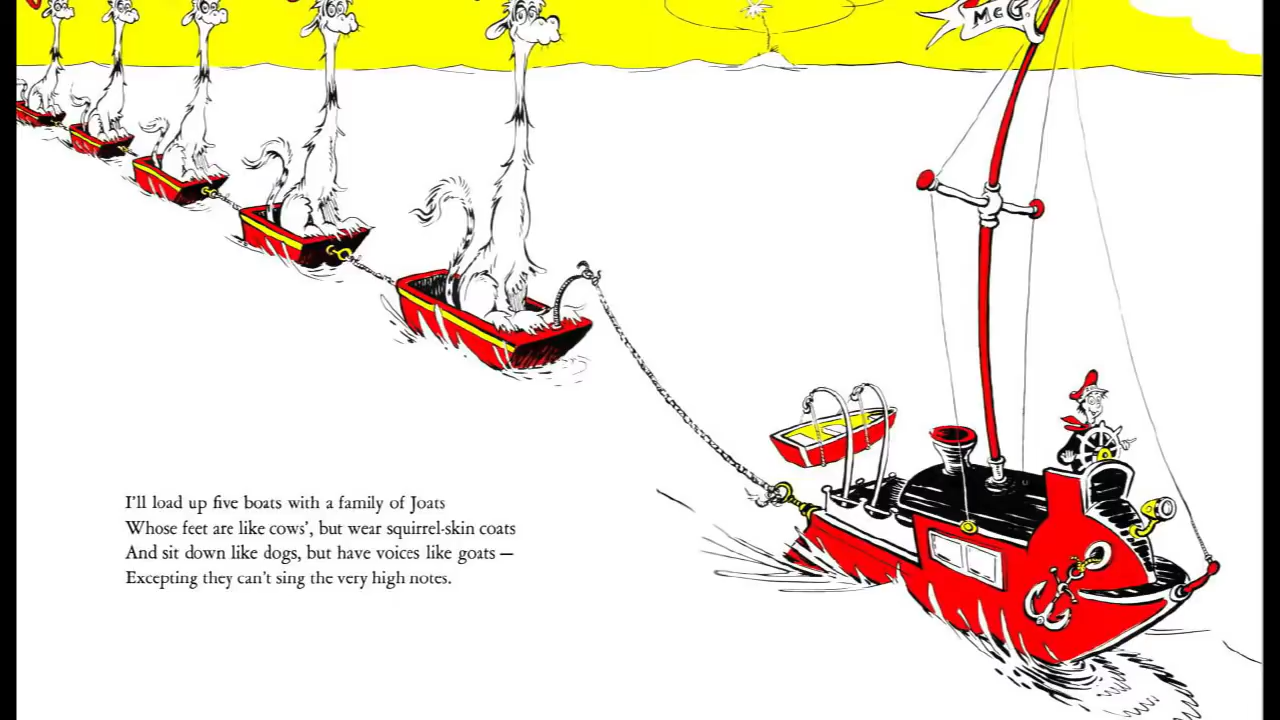 McG
I'll load up five boats with a family of Joats
Whose feet are like cows', but wear squirrel-skin coats
And sit down like dogs, but have voices like goats —
Excepting they can't sing the very high notes.